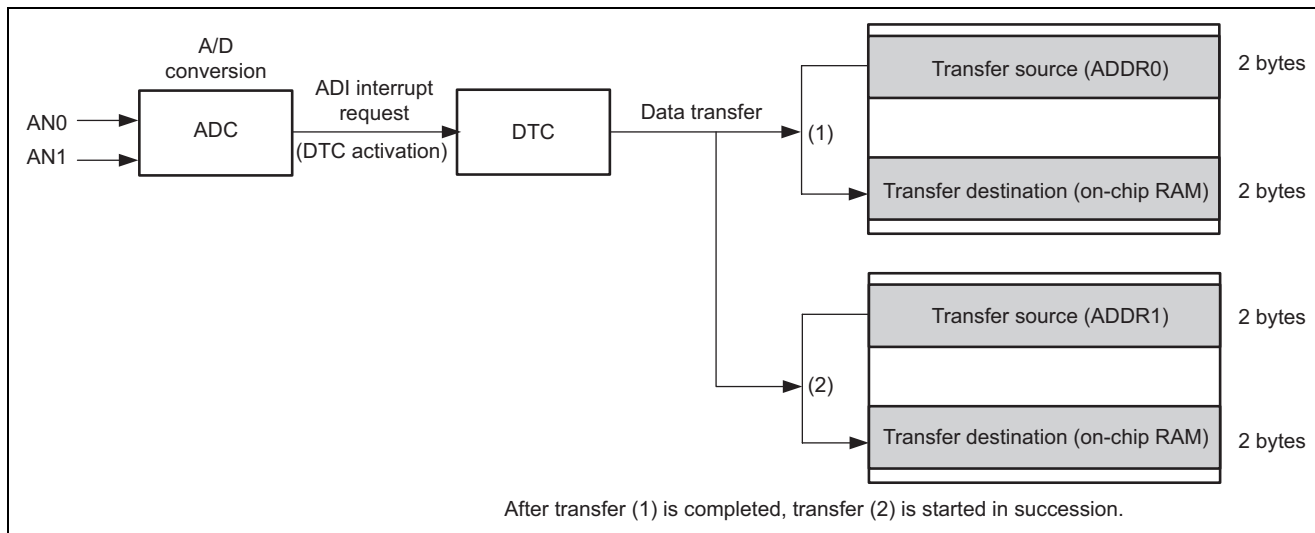 A/D
conversion
AN0
AN1
ADC
ADI interrupt
request
(DTC activation)
DTC
Data transfer
(1)
Transfer source (ADDR0)
2 bytes
Transfer destination (on-chip RAM)
2 bytes
(2)
Transfer source (ADDR1)
2 bytes
Transfer destination (on-chip RAM)
2 bytes
After transfer (1) is completed, transfer (2) is started in succession.